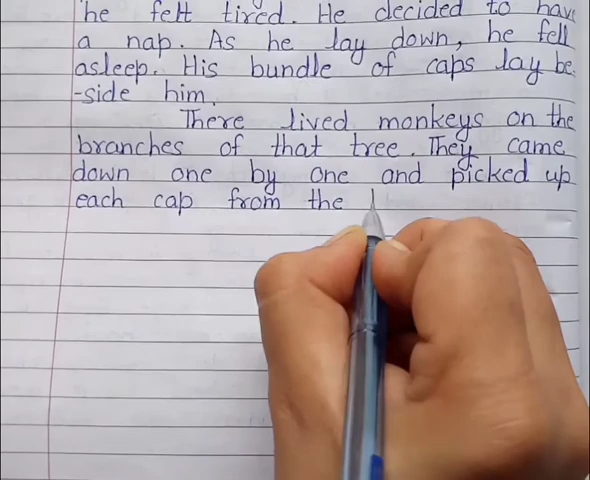 he felt tired. He decided to hav
a nap. As he lay down, he fell
asleep. His bundle of caps lay be
-side him.
There lived monkeys on the
branches of that tree. They came
down one by one and picked up
each cap from the